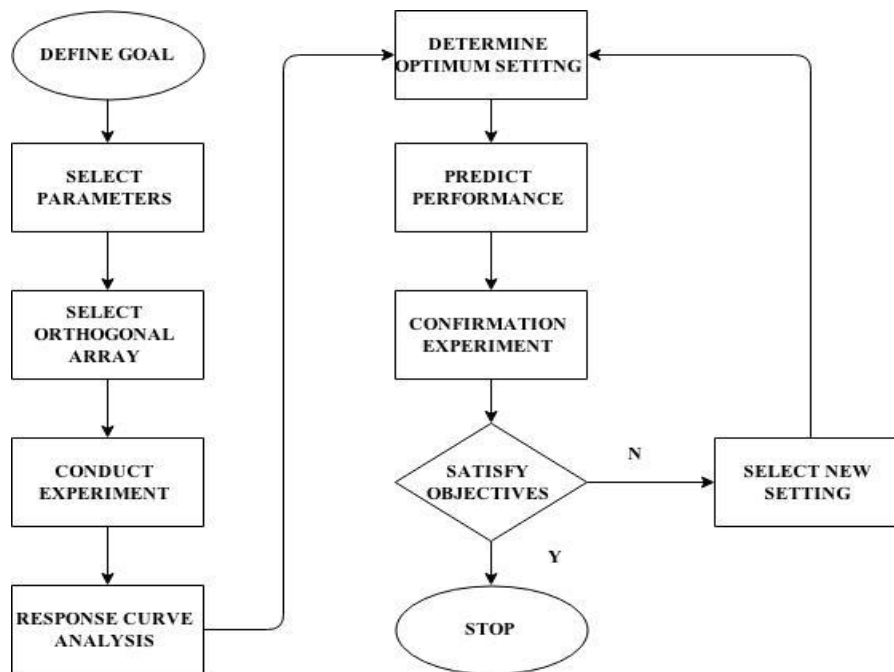 DEFINE GOAL
SELECT
PARAMETERS
SELECT
ORTHOGONAL
ARRAY
CONDUCT
EXPERIMENT
RESPONSE CURVE
ANALYSIS
DETERMINE
OPTIMUM SETITNG
PREDICT
PERFORMANCE
CONFIRMATION
EXPERIMENT
SATISFY
OBJECTIVES
N
SELECT NEW
SETTING
Y
STOP